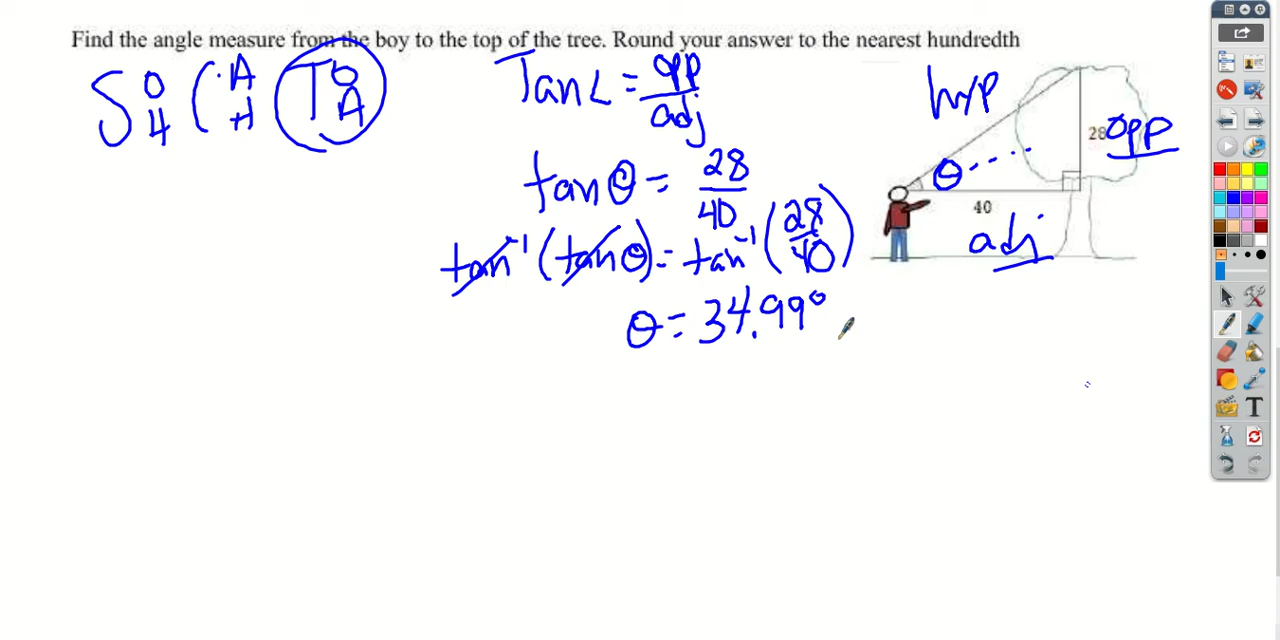 Find the angle measure from the boy to the top of the tree. Round your answer to the nearest hundredth
S O/H C A/H T O/A
Tan∠ = opp/adj
hyp
28 opp
θ
tan θ = 28/40
40
adj
tan⁻¹(tan θ) = tan⁻¹(28/40)
θ = 34.99°
T